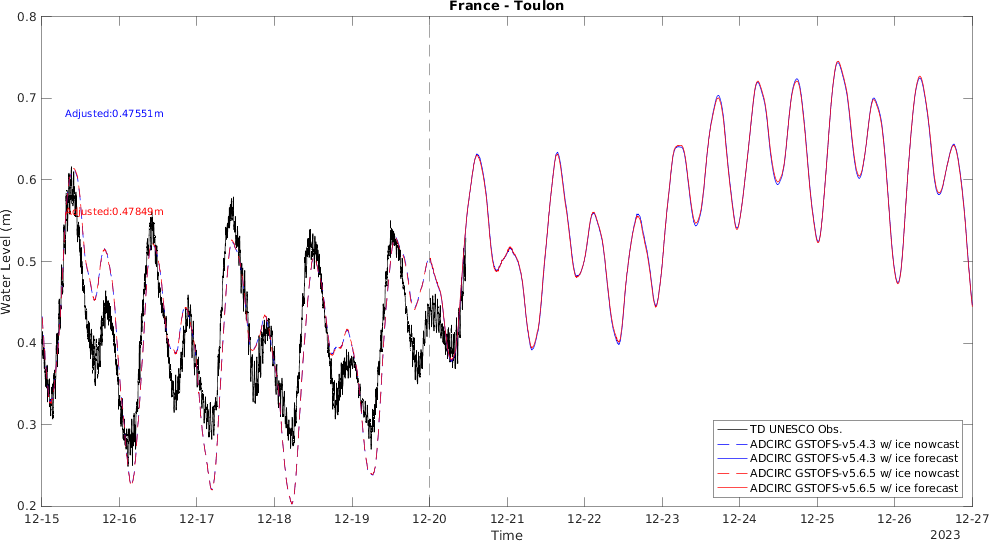 France - Toulon
0.8
0.7
0.6
0.5
0.4
0.3
0.2
Water Level (m)
Adjusted:0.47551m
Adjusted:0.47849m
TD UNESCO Obs.
ADCIRC GSTOFS-v5.4.3 w/ ice nowcast
ADCIRC GSTOFS-v5.4.3 w/ ice forecast
ADCIRC GSTOFS-v5.6.5 w/ ice nowcast
ADCIRC GSTOFS-v5.6.5 w/ ice forecast
12-15 12-16 12-17 12-18 12-19 12-20 12-21 12-22 12-23 12-24 12-25 12-26 12-27
Time
2023